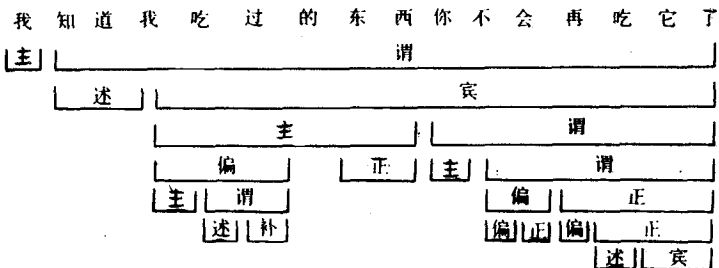 我知道我吃过的东西你不会再吃它了
主 谓
述 宾
主 谓
偏 正 主 谓
主 谓 偏 正
述 补 偏 正 偏 正
述 宾